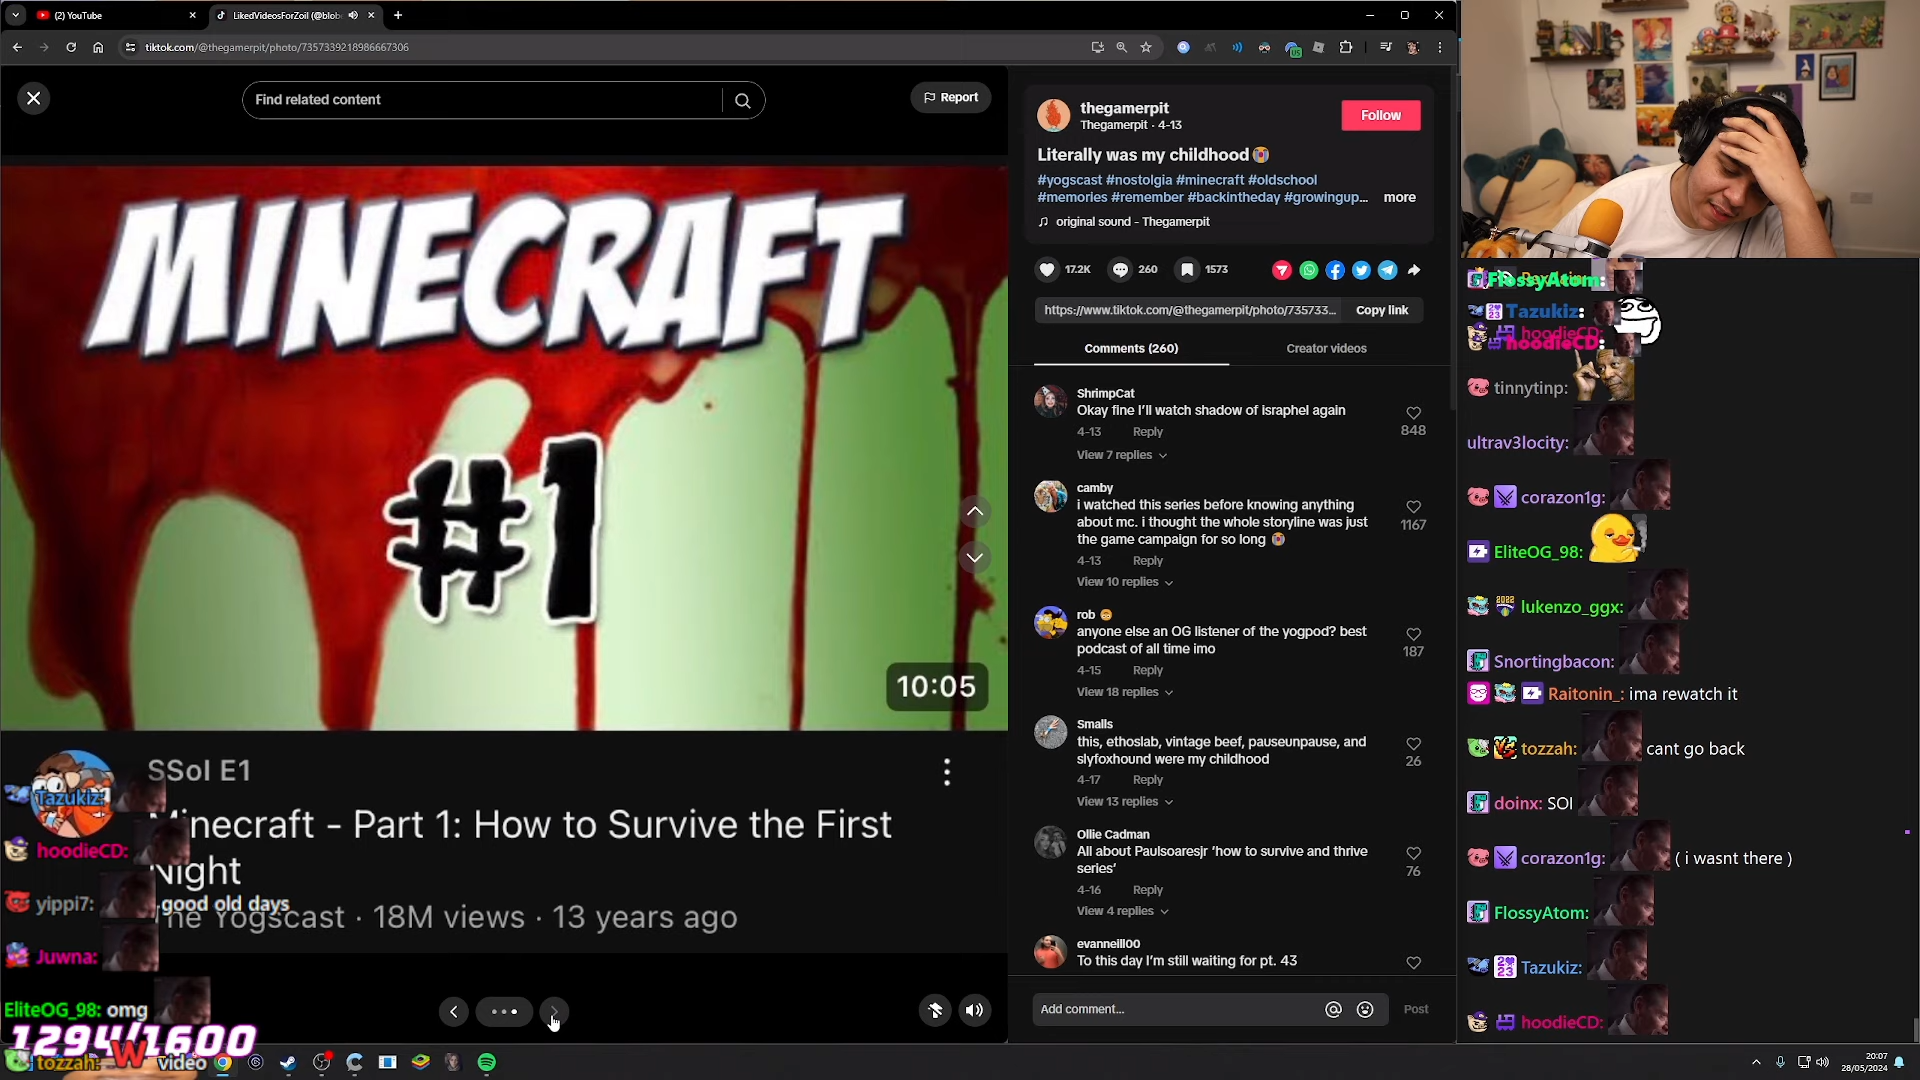 (2) YouTube
LikedVideosForZoil (@blob
tiktok.com/@thegamerpit/photo/7357339218986667306
Find related content
Report
MINECRAFT
#1
10:05
SSoI E1
Minecraft - Part 1: How to Survive the First
Night
The Yogscast · 18M views · 13 years ago
Tazukiz:
hoodieCD:
yippi7: good old days
Juwna:
EliteOG_98: omg
1294/1600
tozzah: W video
thegamerpit
Thegamerpit · 4-13
Follow
Literally was my childhood
#yogscast #nostolgia #minecraft #oldschool
#memories #remember #backintheday #growingup... more
original sound - Thegamerpit
17.2K 260 1573
https://www.tiktok.com/@thegamerpit/photo/735733... Copy link
Comments (260) Creator videos
ShrimpCat
Okay fine I'll watch shadow of israphel again
4-13 Reply 848
View 7 replies
camby
i watched this series before knowing anything
about mc. i thought the whole storyline was just
the game campaign for so long
1167
4-13 Reply
View 10 replies
rob
anyone else an OG listener of the yogpod? best
podcast of all time imo
187
4-15 Reply
View 18 replies
Smalls
this, ethoslab, vintage beef, pauseunpause, and
slyfoxhound were my childhood
26
4-17 Reply
View 13 replies
Ollie Cadman
All about Paulsoaresjr 'how to survive and thrive
series'
76
4-16 Reply
View 4 replies
evanneill00
To this day I'm still waiting for pt. 43
Add comment... Post
FlossyAtom:
Tazukiz:
hoodieCD:
tinnytinp:
ultrav3locity:
corazon1g:
EliteOG_98:
lukenzo_ggx:
Snortingbacon:
Raitonin_: ima rewatch it
tozzah: cant go back
doinx: SOI
corazon1g: ( i wasnt there )
FlossyAtom:
Tazukiz:
hoodieCD:
20:07
28/05/2024